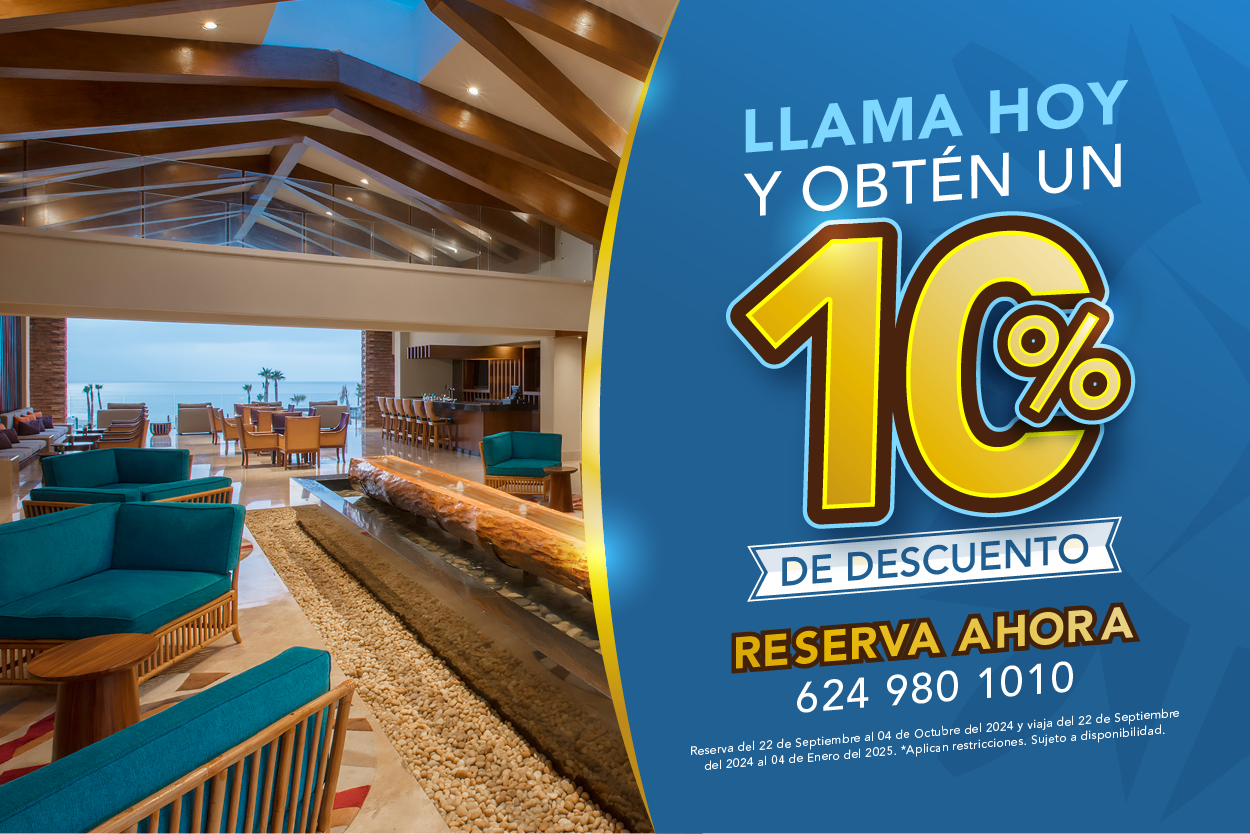 LLAMA HOY
Y OBTÉN UN
10%
DE DESCUENTO
RESERVA AHORA
624 980 1010
Reserva del 22 de Septiembre al 04 de Octubre del 2024 y viaja del 22 de Septiembre
del 2024 al 04 de Enero del 2025. *Aplican restricciones. Sujeto a disponibilidad.